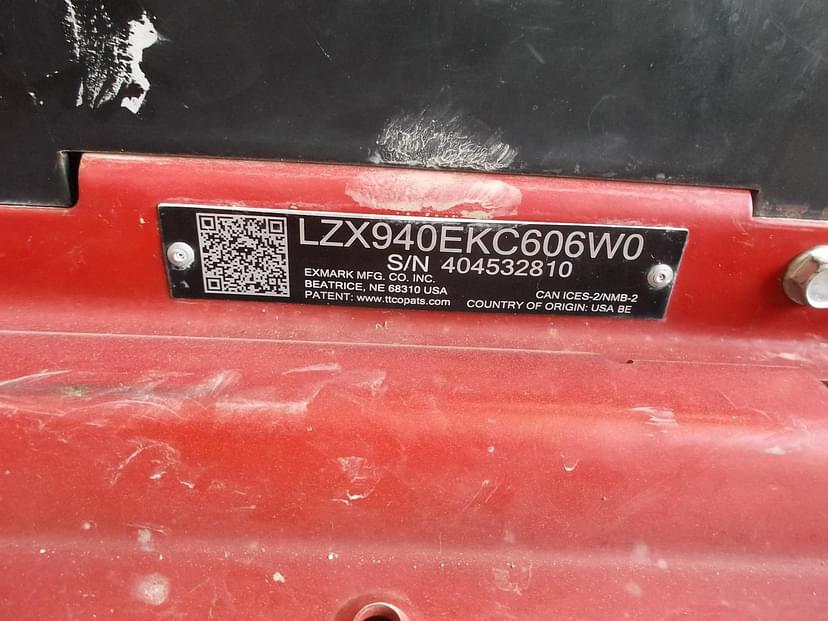 LZX940EKC606W0
S/N 404532810
EXMARK MFG. CO. INC.
BEATRICE, NE 68310 USA
PATENT: www.ttcopats.com
CAN ICES-2/NMB-2
COUNTRY OF ORIGIN: USA BE